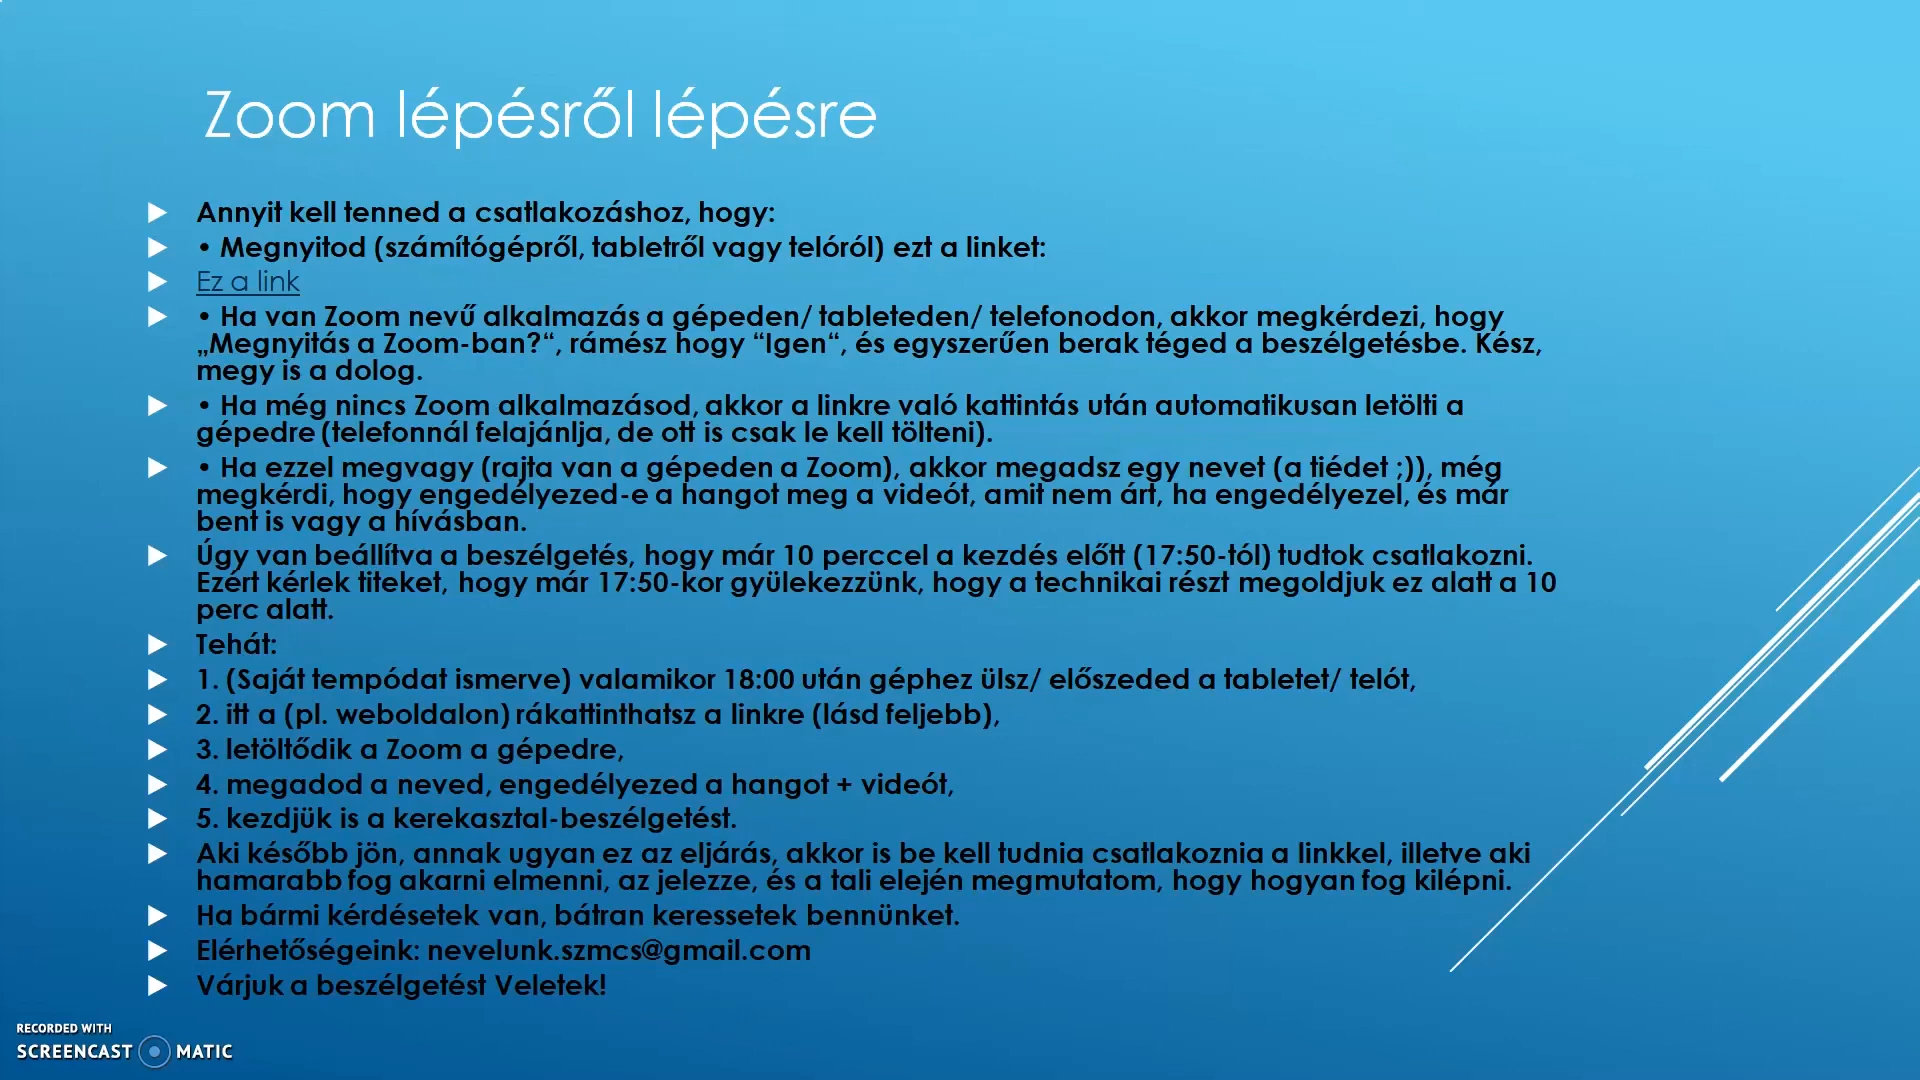 Zoom lépésről lépésre
Annyit kell tenned a csatlakozáshoz, hogy:
• Megnyitod (számítógépről, tabletről vagy telóról) ezt a linket:
Ez a link
• Ha van Zoom nevű alkalmazás a gépeden/ tableteden/ telefonodon, akkor megkérdezi, hogy
„Megnyitás a Zoom-ban?“, rámész hogy “Igen“, és egyszerűen berak téged a beszélgetésbe. Kész,
megy is a dolog.
• Ha még nincs Zoom alkalmazásod, akkor a linkre való kattintás után automatikusan letölti a
gépedre (telefonnál felajánlja, de ott is csak le kell tölteni).
• Ha ezzel megvagy (rajta van a gépeden a Zoom), akkor megadsz egy nevet (a tiédet ;)), még
megkérdi, hogy engedélyezed-e a hangot meg a videót, amit nem árt, ha engedélyezel, és már
bent is vagy a hívásban.
Úgy van beállítva a beszélgetés, hogy már 10 perccel a kezdés előtt (17:50-tól) tudtok csatlakozni.
Ezért kérlek titeket, hogy már 17:50-kor gyülekezzünk, hogy a technikai részt megoldjuk ez alatt a 10
perc alatt.
Tehát:
1. (Saját tempódat ismerve) valamikor 18:00 után géphez ülsz/ előszeded a tabletet/ telót,
2. itt a (pl. weboldalon) rákattinthatsz a linkre (lásd feljebb),
3. letöltődik a Zoom a gépedre,
4. megadod a neved, engedélyezed a hangot + videót,
5. kezdjük is a kerekasztal-beszélgetést.
Aki később jön, annak ugyan ez az eljárás, akkor is be kell tudnia csatlakoznia a linkkel, illetve aki
hamarabb fog akarni elmenni, az jelezze, és a tali elején megmutatom, hogy hogyan fog kilépni.
Ha bármi kérdésetek van, bátran keressetek bennünket.
Elérhetőségeink: nevelunk.szmcs@gmail.com
Várjuk a beszélgetést Veletek!
RECORDED WITH
SCREENCAST MATIC